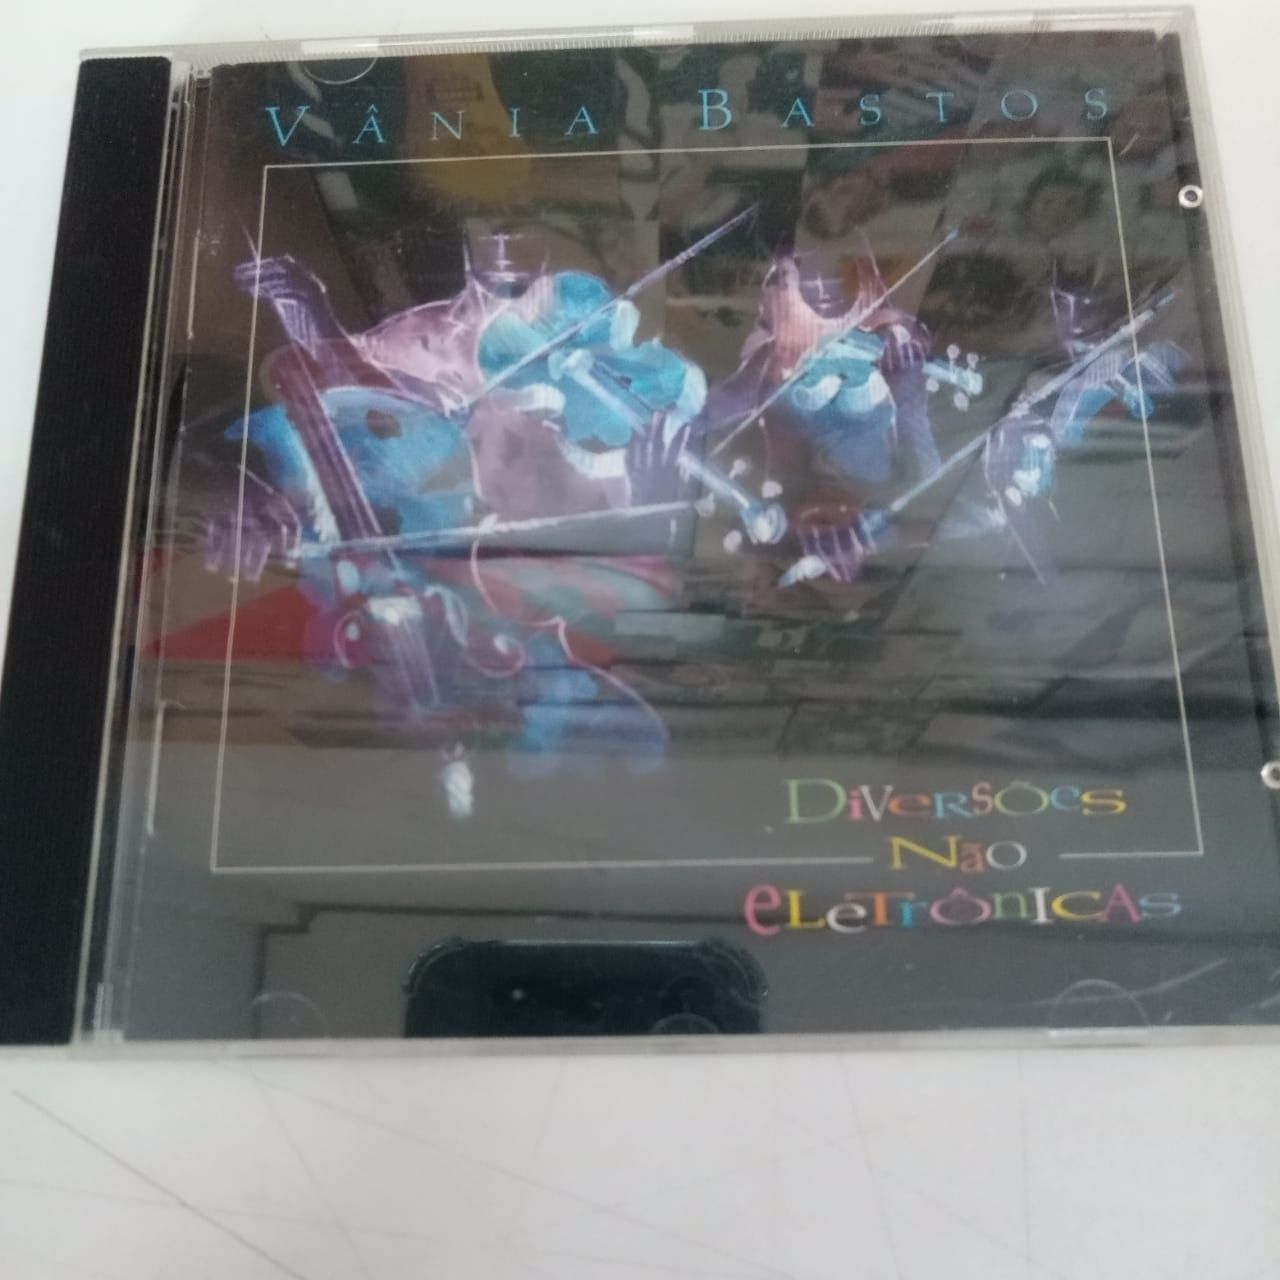 VÂNIA BASTOS
DiVERSÕES
NãO
eLeTrÔnICAS